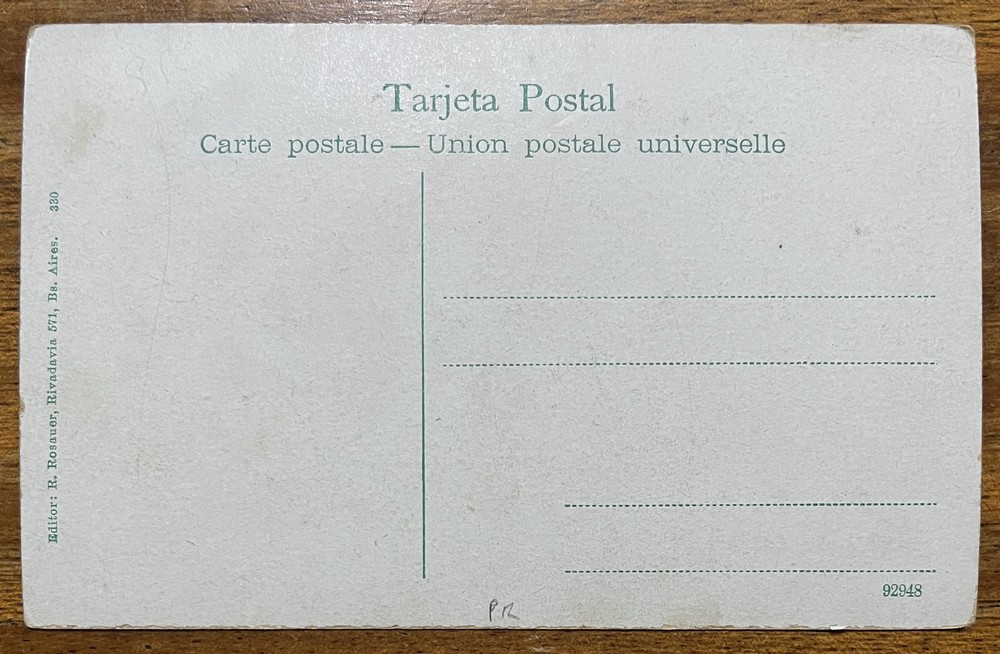 Tarjeta Postal
Carte postale — Union postale universelle
Editor: R. Rosauer, Rivadavia 571, Bs. Aires. 330
92948